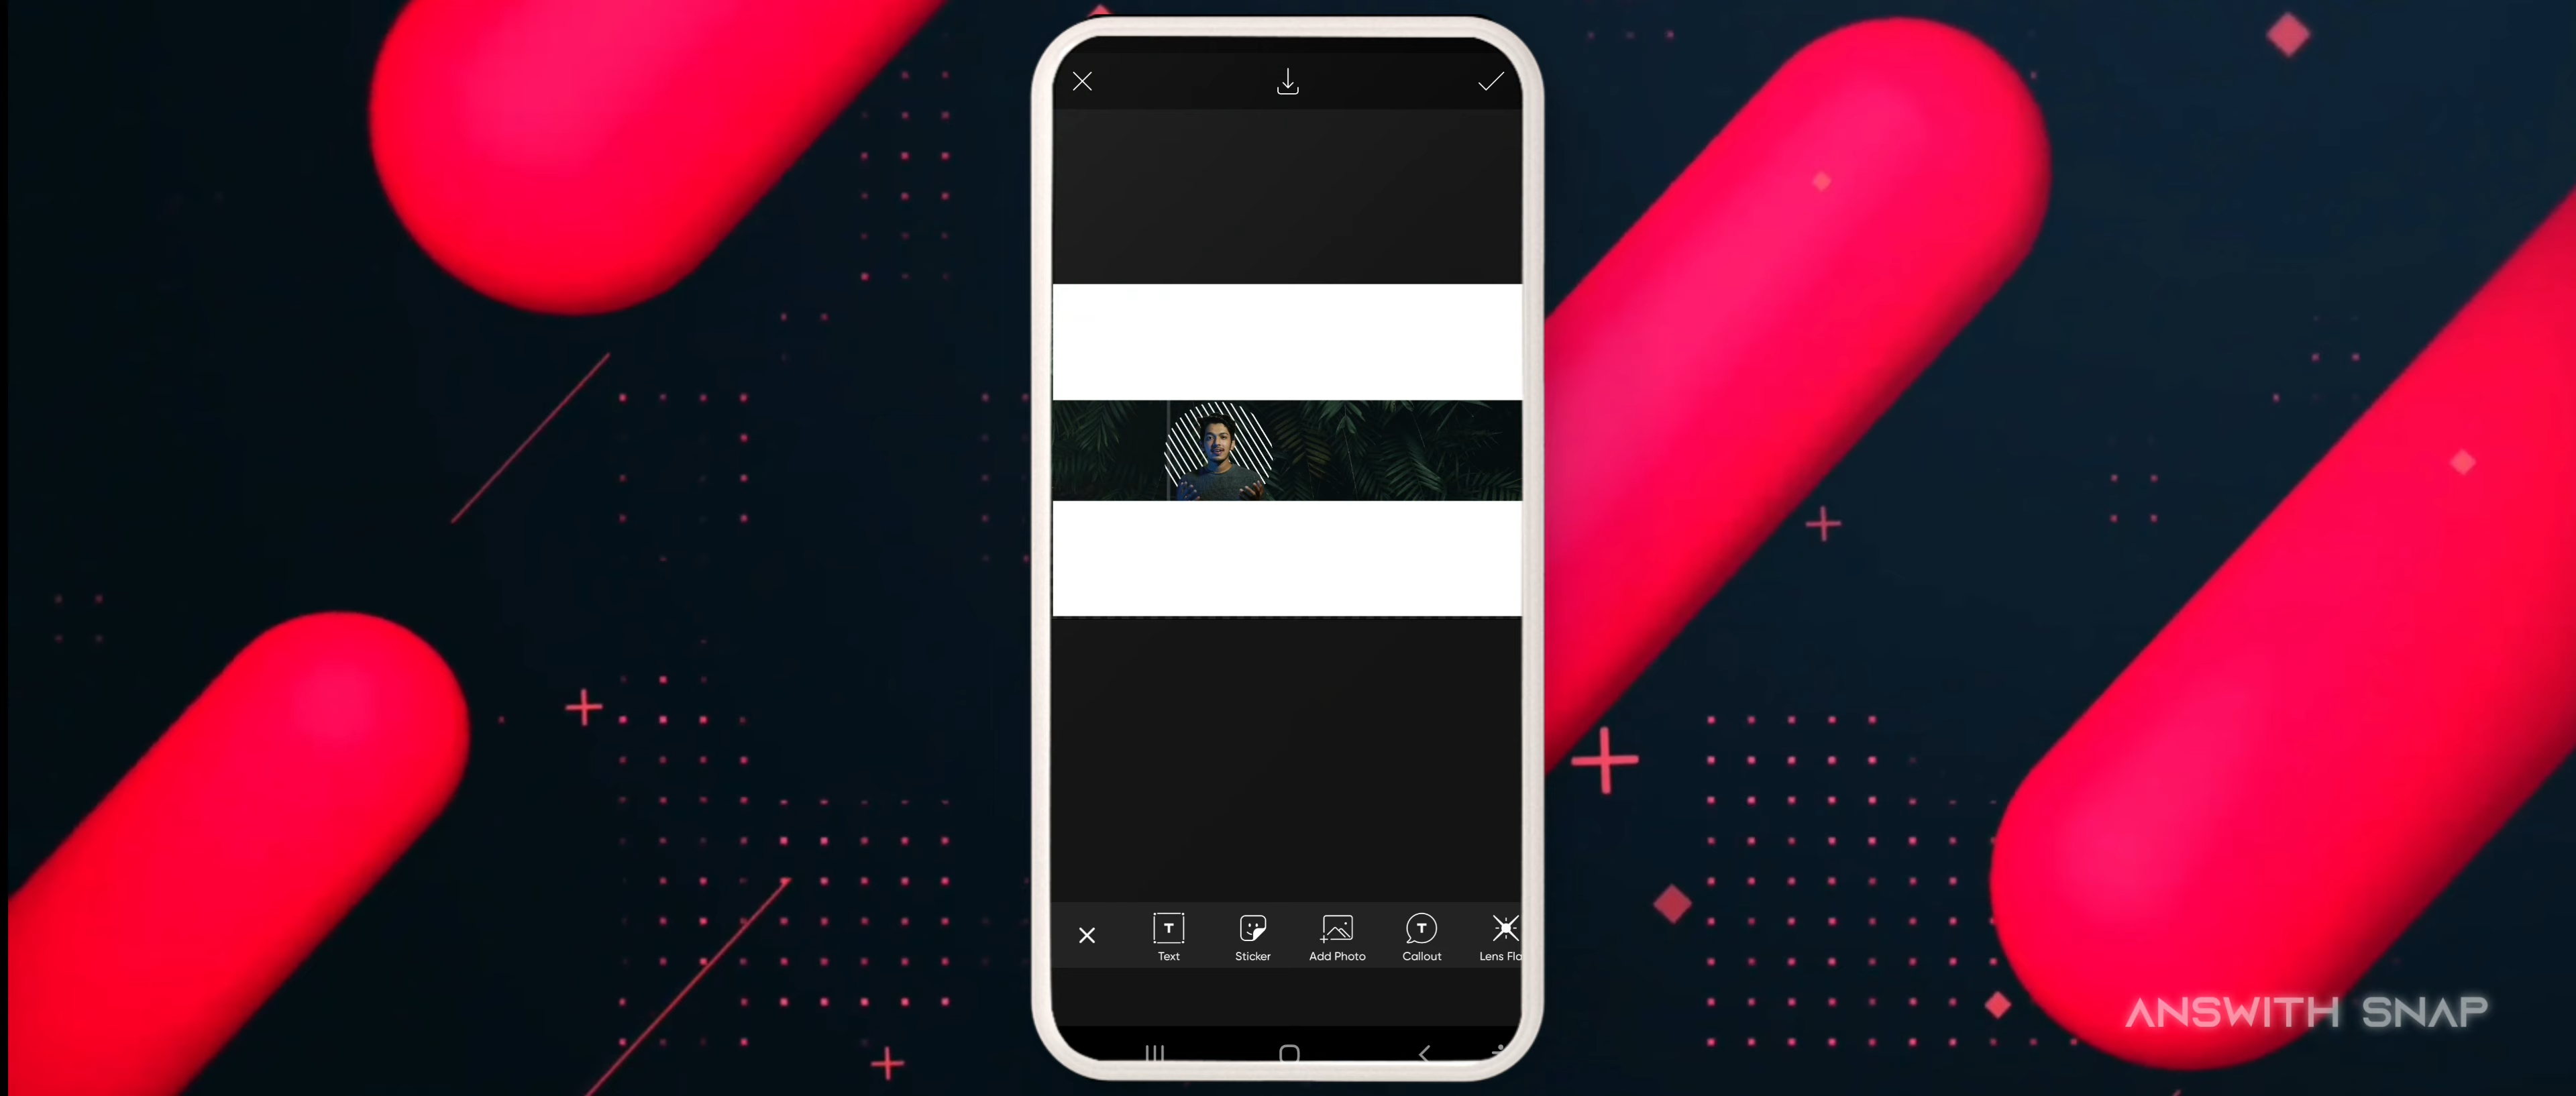 T
T
Text
Sticker
Add Photo
Callout
Lens Fla
ANSWITH SNAP